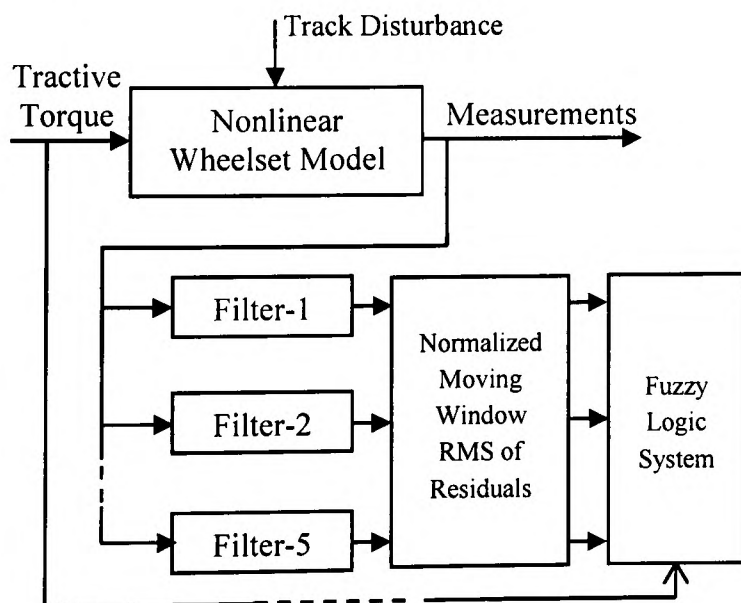 Track Disturbance
Tractive
Torque
Nonlinear
Wheelset Model
Measurements
Filter-1
Filter-2
Filter-5
Normalized
Moving
Window
RMS of
Residuals
Fuzzy
Logic
System